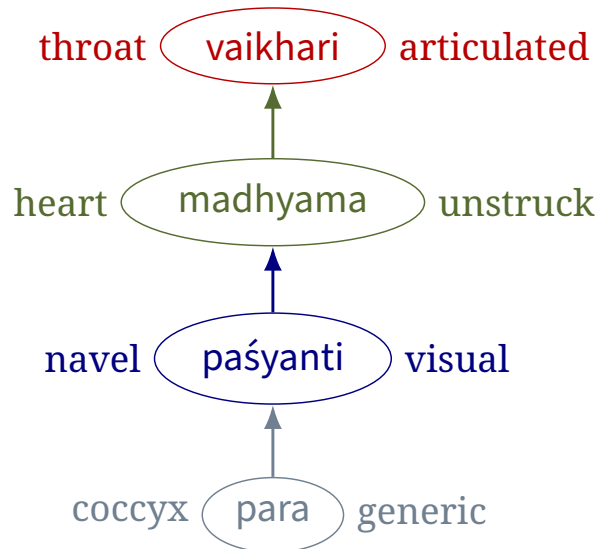 throat vaikhari articulated
heart madhyama unstruck
navel paśyanti visual
coccyx para generic